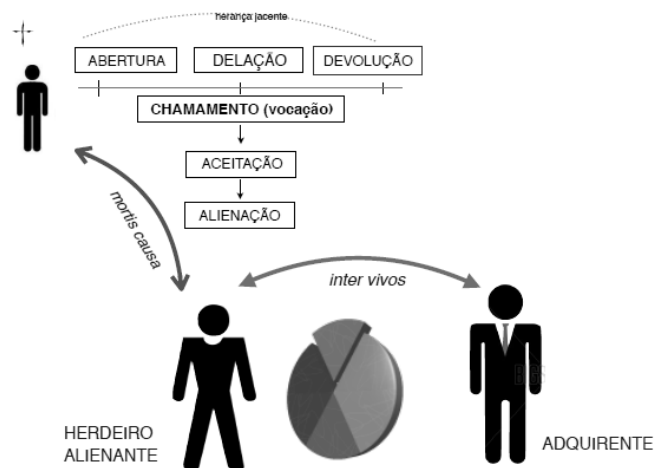 herança jacente
ABERTURA
DELAÇÃO
DEVOLUÇÃO
CHAMAMENTO (vocação)
ACEITAÇÃO
ALIENAÇÃO
mortis causa
inter vivos
HERDEIRO
ALIENANTE
ADQUIRENTE